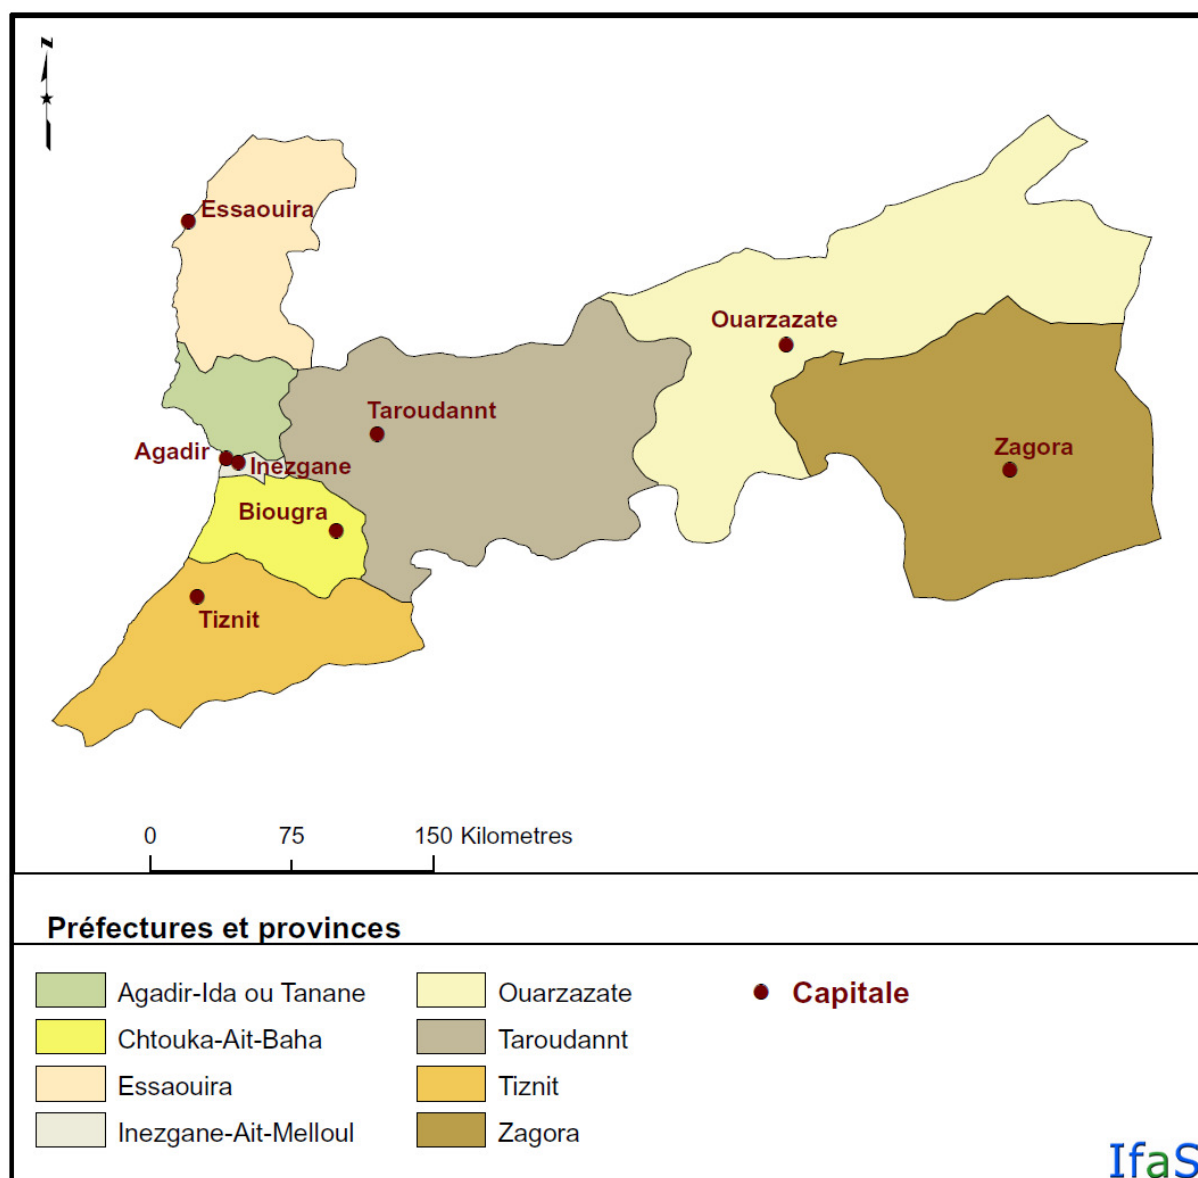 N
Essaouira
Ouarzazate
Taroudannt
Zagora
Agadir
Inezgane
Biougra
Tiznit
0 75 150 Kilometres
Préfectures et provinces
Agadir-Ida ou Tanane
Chtouka-Ait-Baha
Essaouira
Inezgane-Ait-Melloul
Ouarzazate
Taroudannt
Tiznit
Zagora
Capitale
IfaS